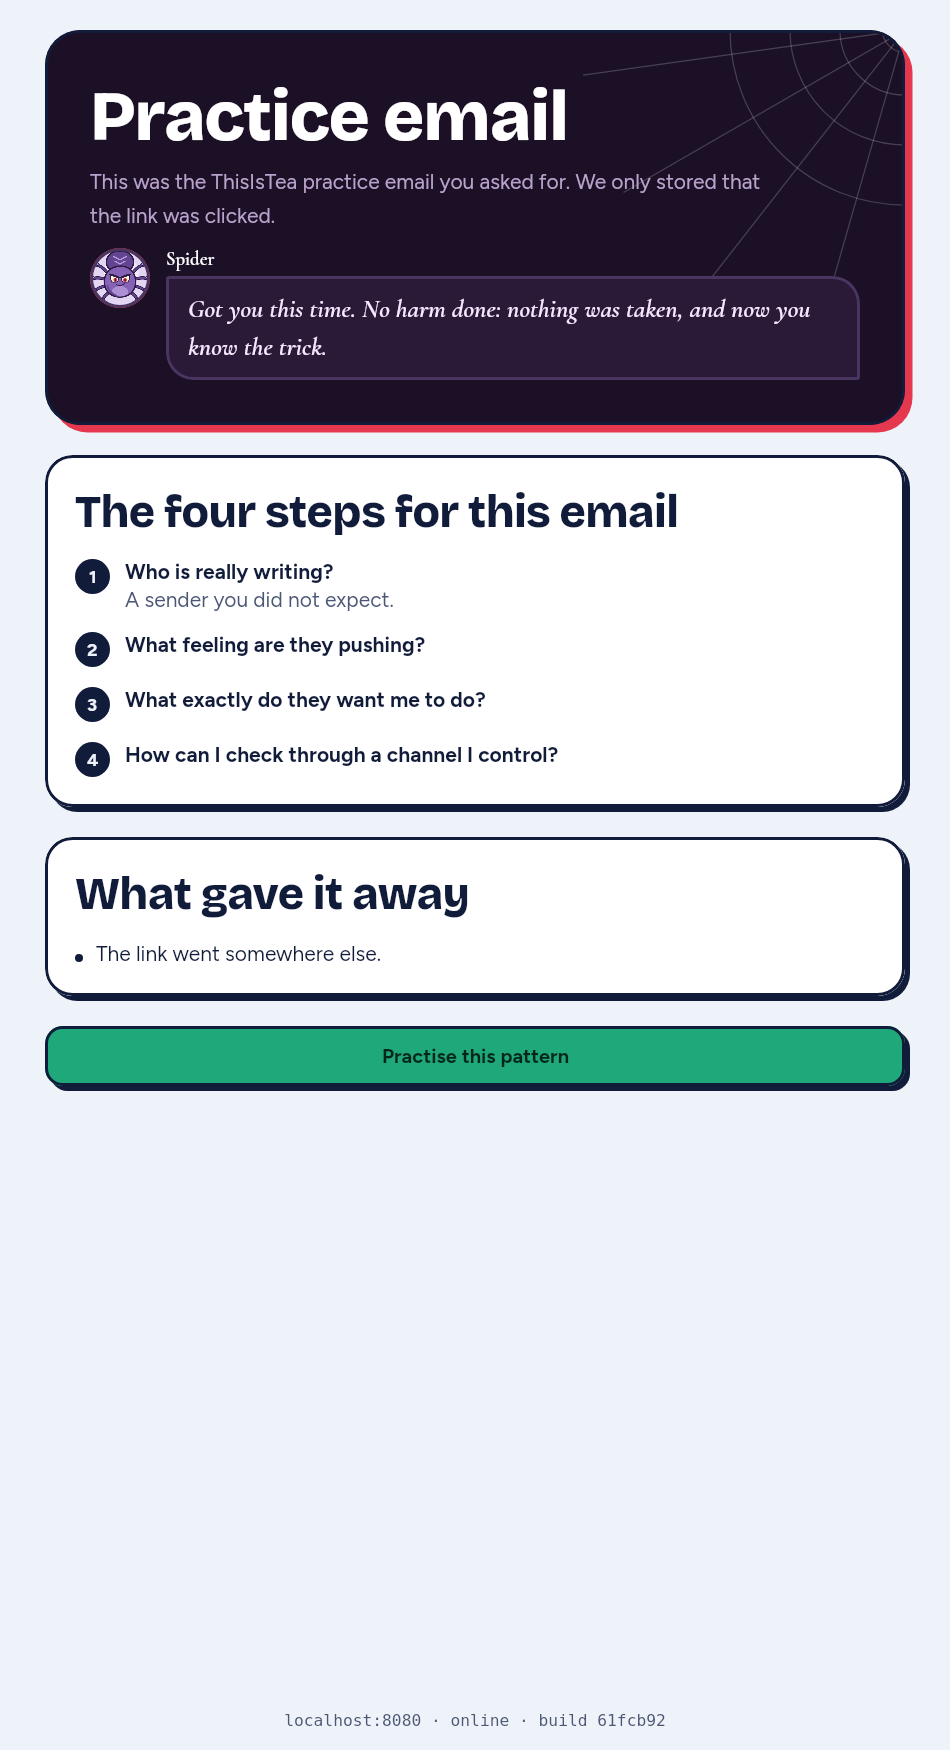 Practice email
This was the ThisIsTea practice email you asked for. We only stored that
the link was clicked.
Spider
Got you this time. No harm done: nothing was taken, and now you
know the trick.
The four steps for this email
1 Who is really writing?
A sender you did not expect.
2 What feeling are they pushing?
3 What exactly do they want me to do?
4 How can I check through a channel I control?
What gave it away
• The link went somewhere else.
Practise this pattern
localhost:8080 · online · build 61fcb92